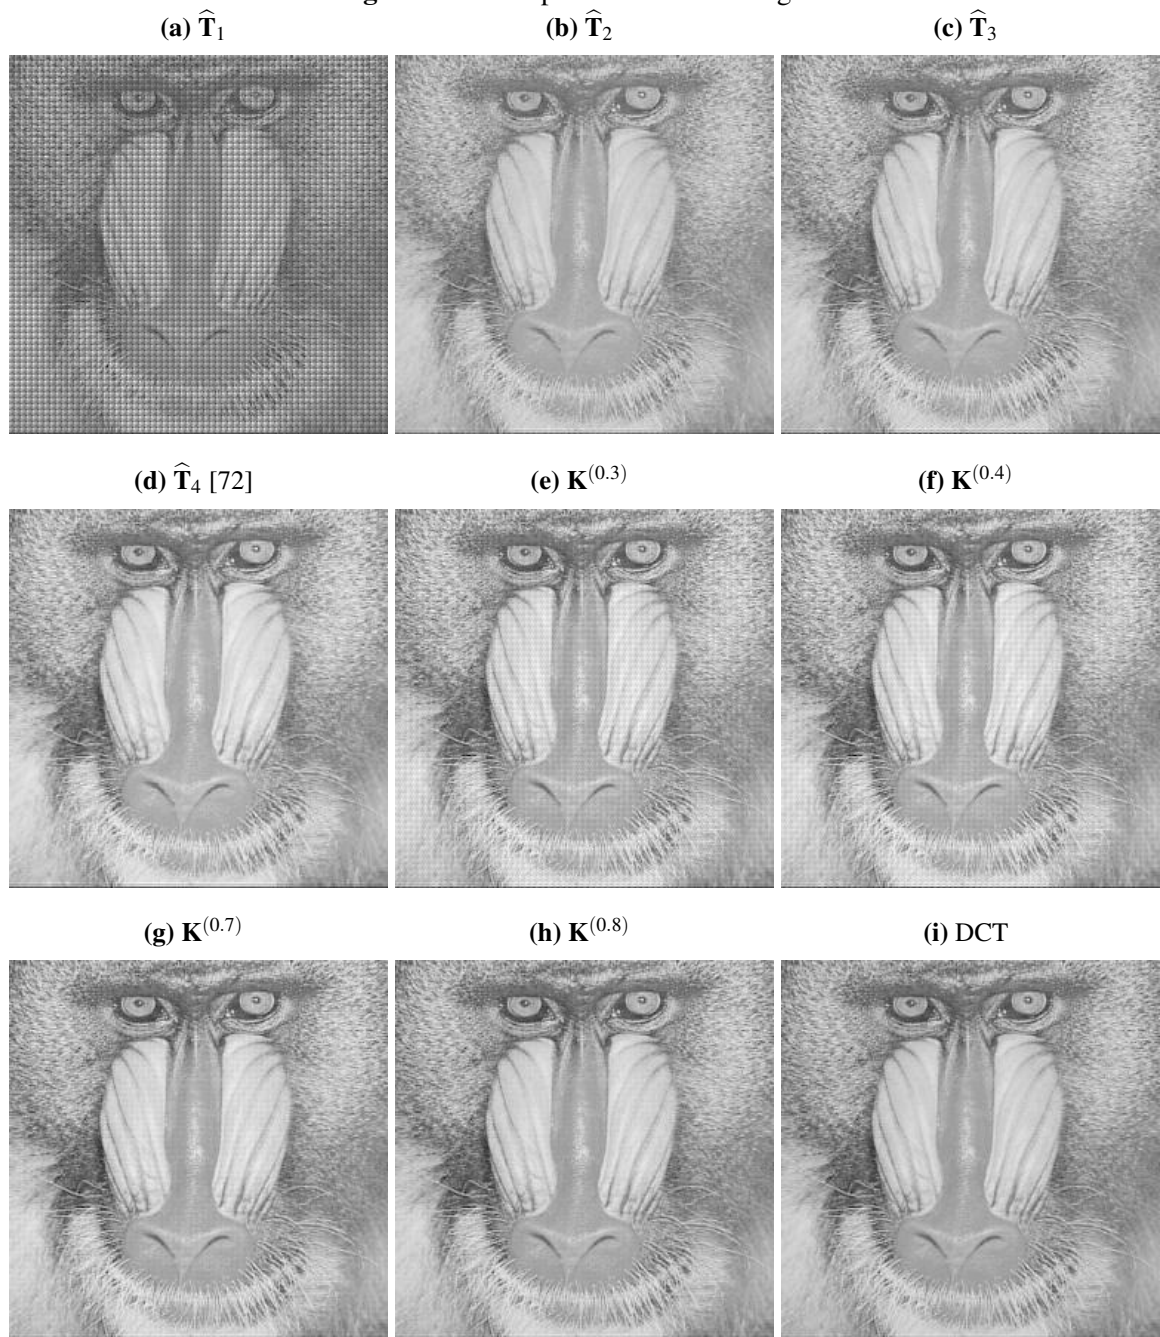 (a) T̂₁
(b) T̂₂
(c) T̂₃
(d) T̂₄ [72]
(e) K^(0.3)
(f) K^(0.4)
(g) K^(0.7)
(h) K^(0.8)
(i) DCT